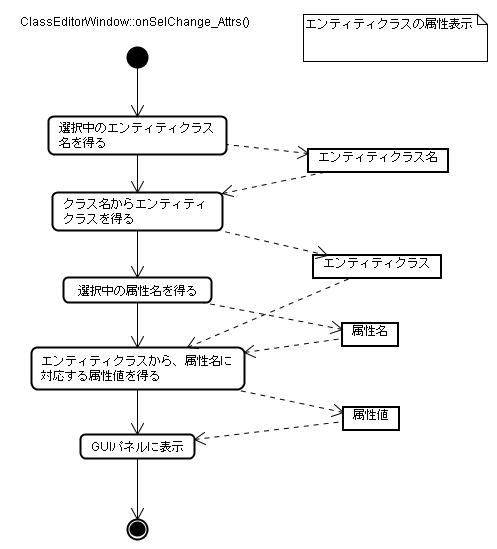 ClassEditorWindow::onSelChange_Attrs()
エンティティクラスの属性表示
選択中のエンティティクラス
名を得る
エンティティクラス名
クラス名からエンティティ
クラスを得る
エンティティクラス
選択中の属性名を得る
属性名
エンティティクラスから、属性名に
対応する属性値を得る
属性値
GUIパネルに表示